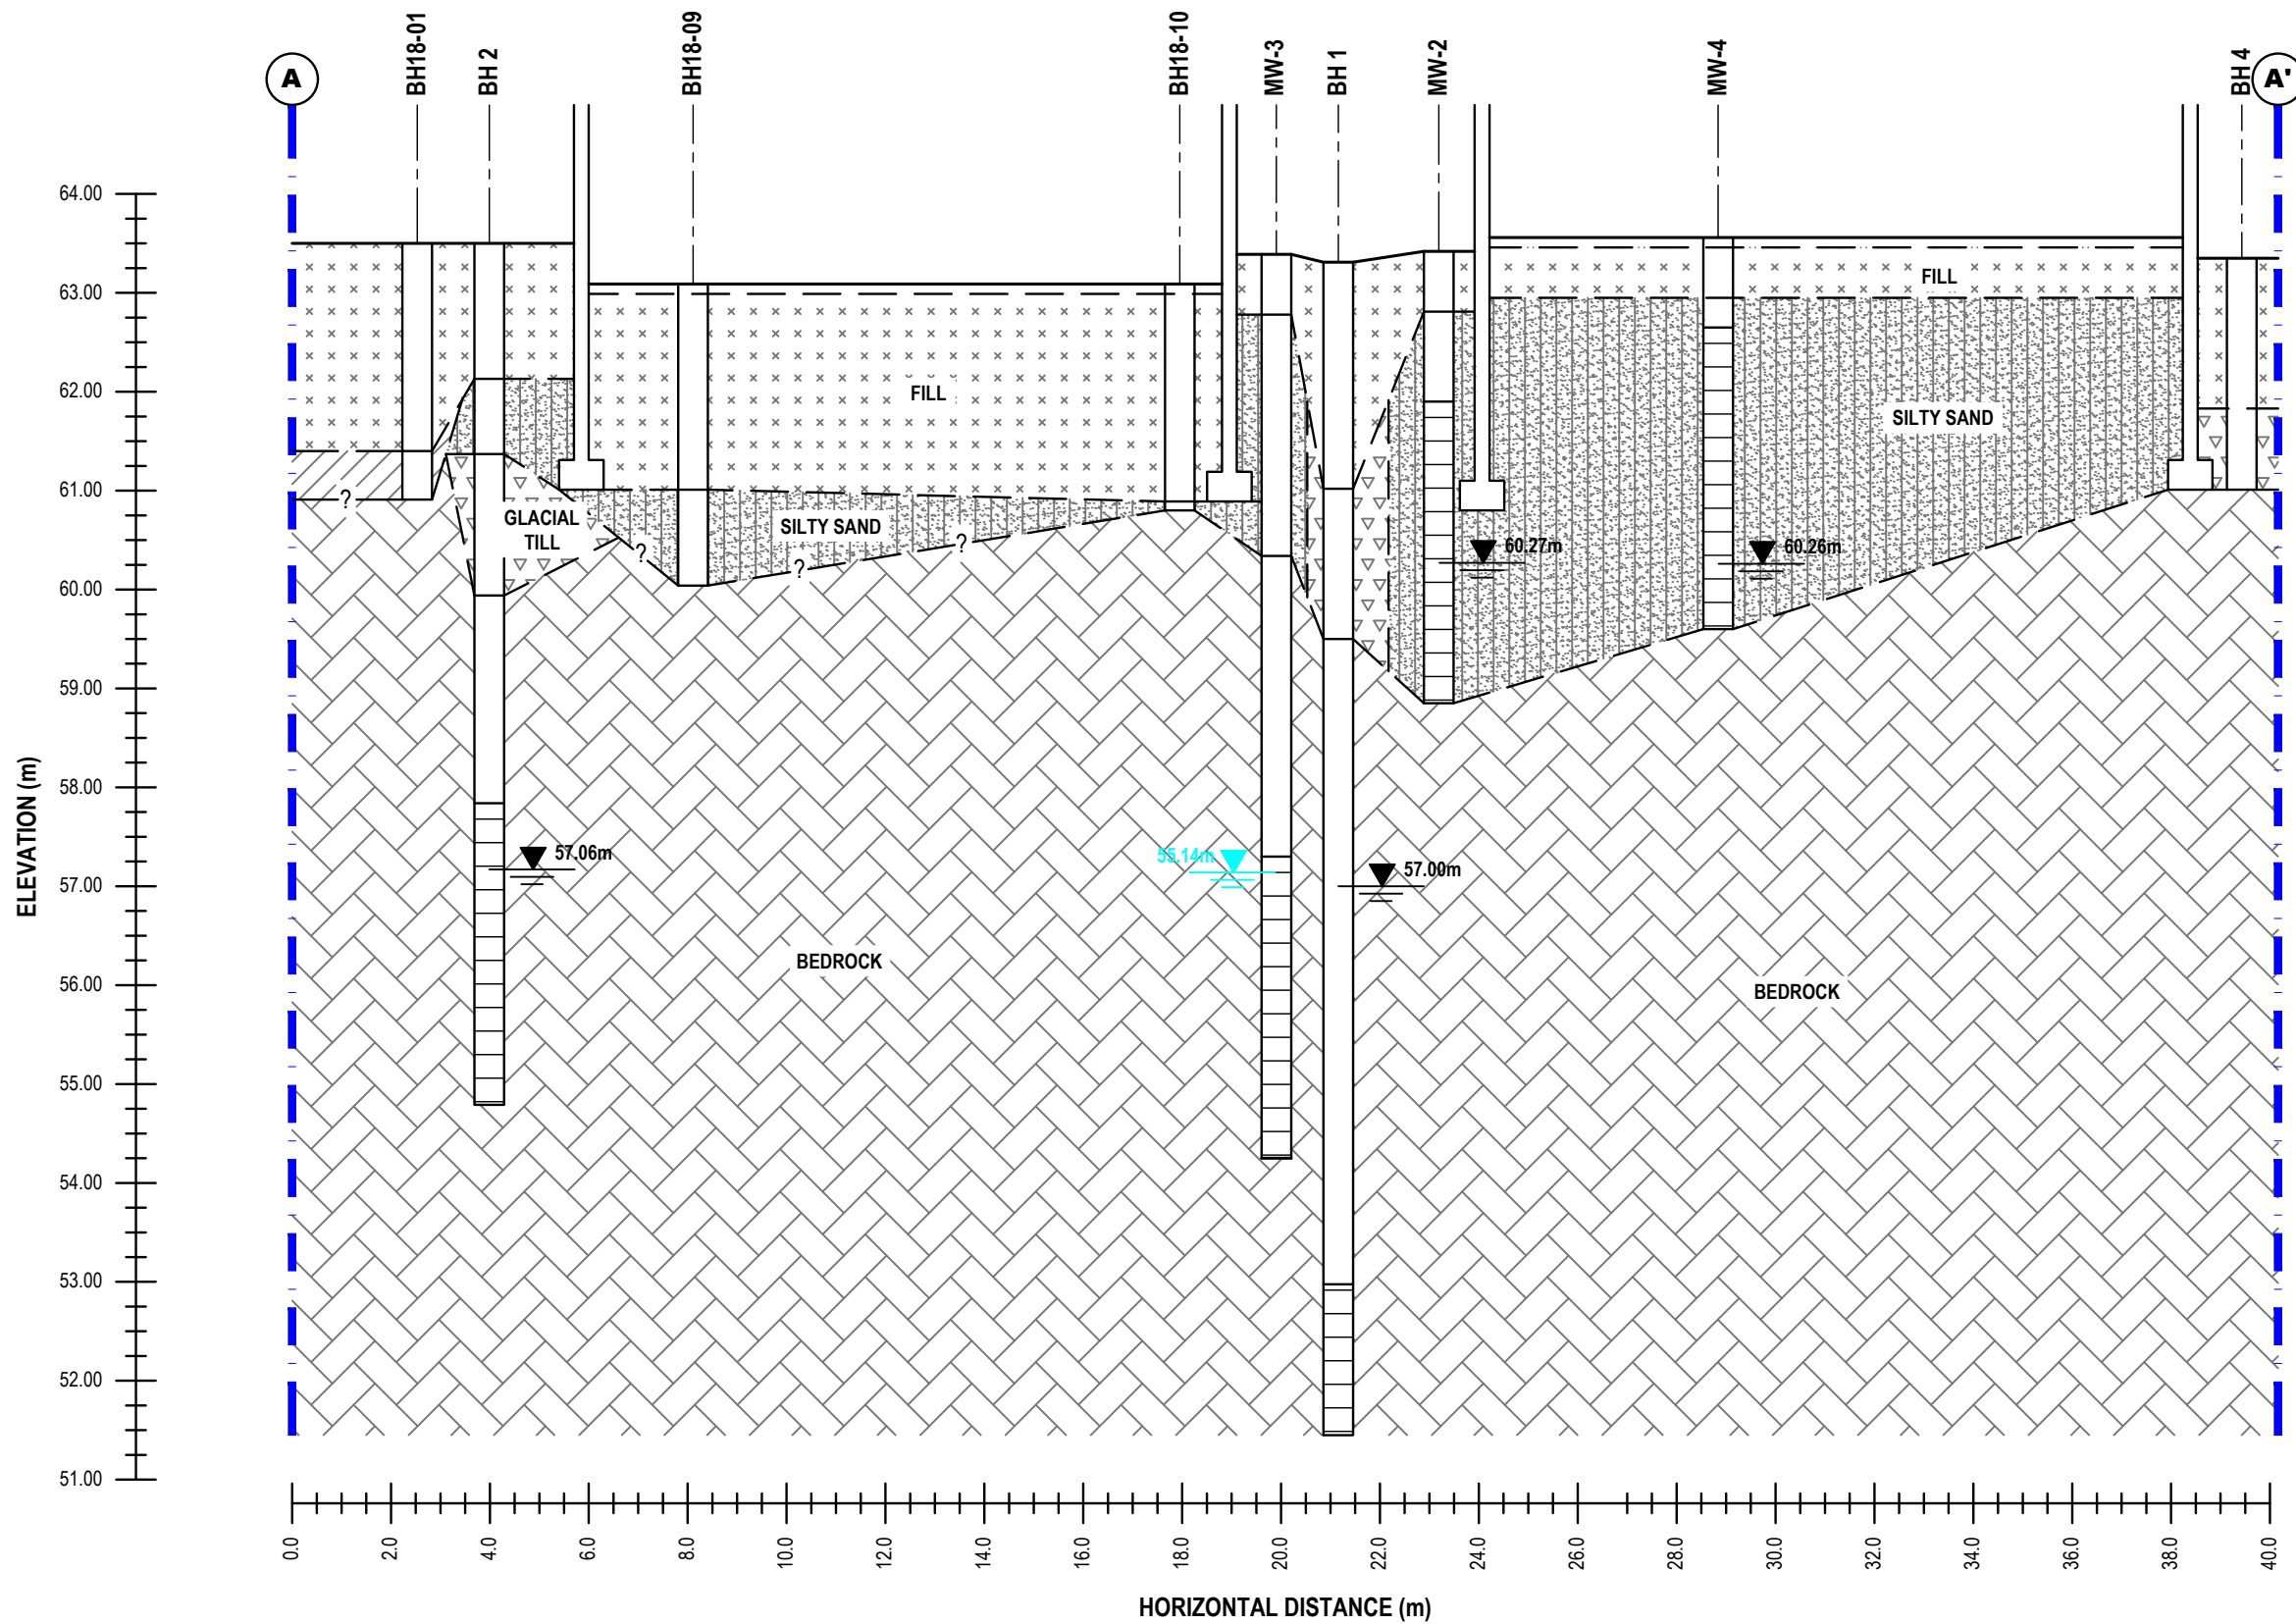 A
BH18-01
BH 2
BH18-09
BH18-10
MW-3
BH 1
MW-2
MW-4
BH 4
A'
64.00
63.00
62.00
61.00
60.00
59.00
58.00
57.00
56.00
55.00
54.00
53.00
52.00
51.00
ELEVATION (m)
FILL
FILL
SILTY SAND
GLACIAL
TILL
SILTY SAND
?
?
?
?
60.27m
60.26m
57.06m
55.14m
57.00m
BEDROCK
BEDROCK
0.0
2.0
4.0
6.0
8.0
10.0
12.0
14.0
16.0
18.0
20.0
22.0
24.0
26.0
28.0
30.0
32.0
34.0
36.0
38.0
40.0
HORIZONTAL DISTANCE (m)